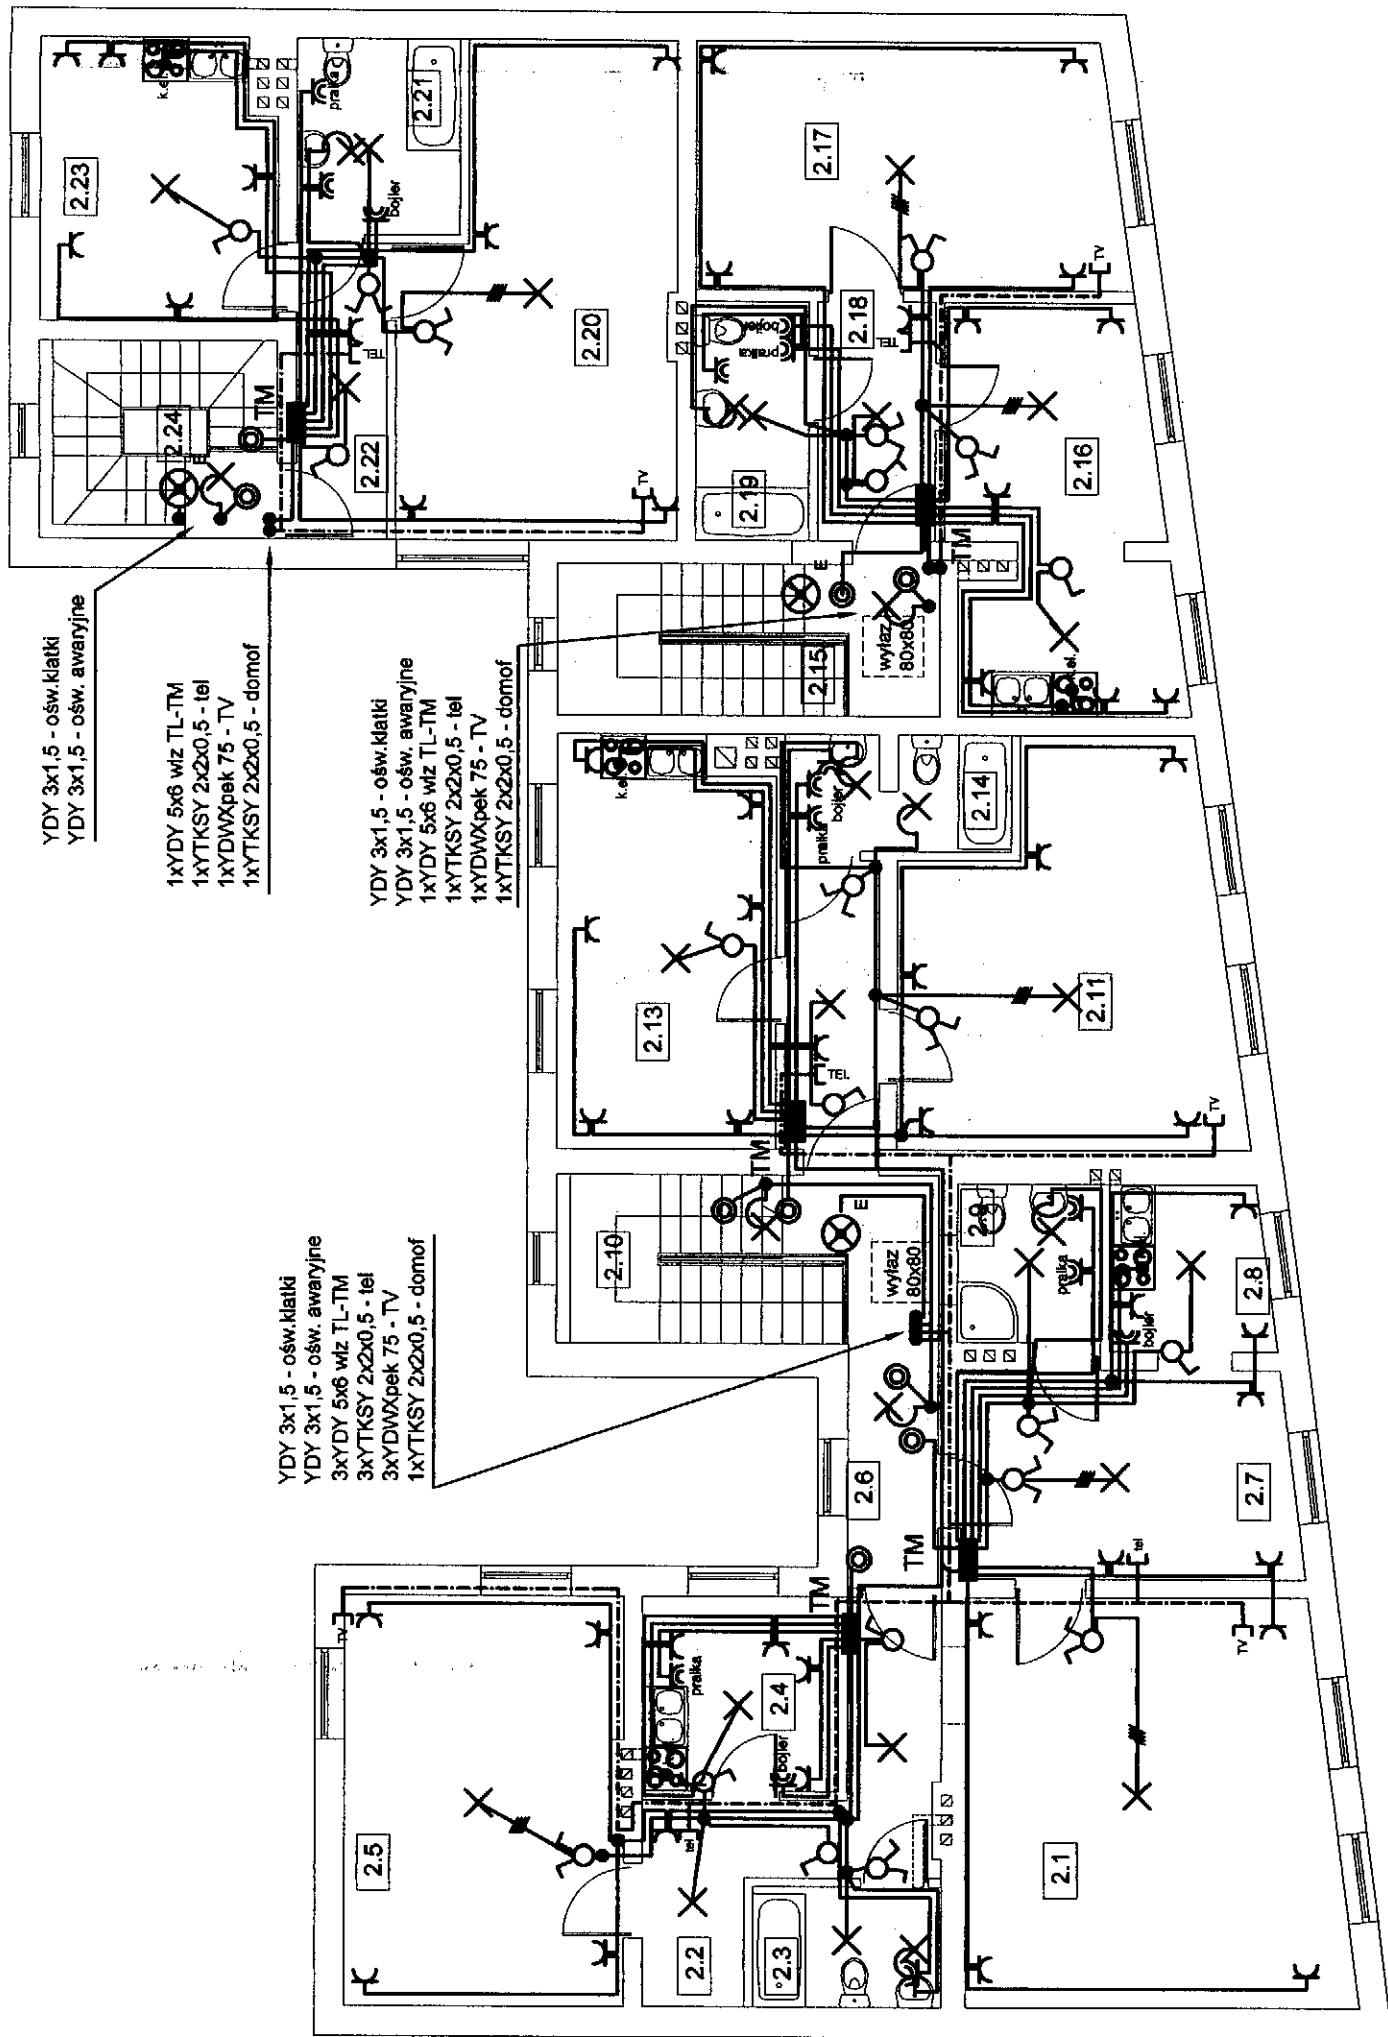 YDY 3x1,5 - ośw.klatki
YDY 3x1,5 - ośw. awaryjne
1xYDY 5x6 wlz TL-TM
1xYTKSY 2x2x0,5 - tel
1xYDWXpek 75 - TV
1xYTKSY 2x2x0,5 - domof
YDY 3x1,5 - ośw.klatki
YDY 3x1,5 - ośw. awaryjne
1xYDY 5x6 wlz TL-TM
1xYTKSY 2x2x0,5 - tel
1xYDWXpek 75 - TV
1xYTKSY 2x2x0,5 - domof
YDY 3x1,5 - ośw.klatki
YDY 3x1,5 - ośw. awaryjne
3xYDY 5x6 wlz TL-TM
3xYTKSY 2x2x0,5 - tel
3xYDWXpek 75 - TV
1xYTKSY 2x2x0,5 - domof
2.5
TV
tel
2.2
2.3
2.4
pralka
bojler
TM
2.1
TV
tel
TM
2.6
2.7
2.8
bojler
pralka
2.9
wyłaz
80x80
E
2.10
TM
TEL
2.13
k.el.
pralka
bojler
2.14
2.11
TV
2.15
wyłaz
80x80
E
TM
k.el.
2.16
2.19
pralka
bojler
2.18
TEL
2.17
TV
2.20
TV
2.22
TEL
TM
2.24
2.23
k.el.
pralka
2.21
bojler